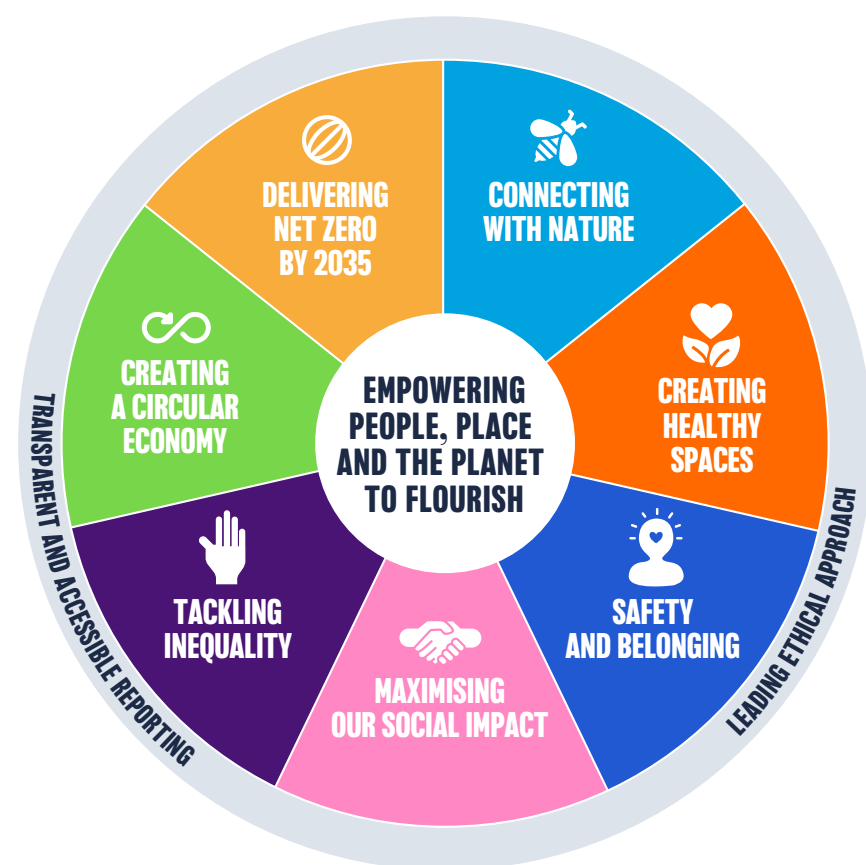 DELIVERING
NET ZERO
BY 2035
CONNECTING
WITH NATURE
CREATING
HEALTHY
SPACES
SAFETY
AND BELONGING
MAXIMISING
OUR SOCIAL IMPACT
TACKLING
INEQUALITY
CREATING
A CIRCULAR
ECONOMY
EMPOWERING
PEOPLE, PLACE
AND THE PLANET
TO FLOURISH
TRANSPARENT AND ACCESSIBLE REPORTING
LEADING ETHICAL APPROACH